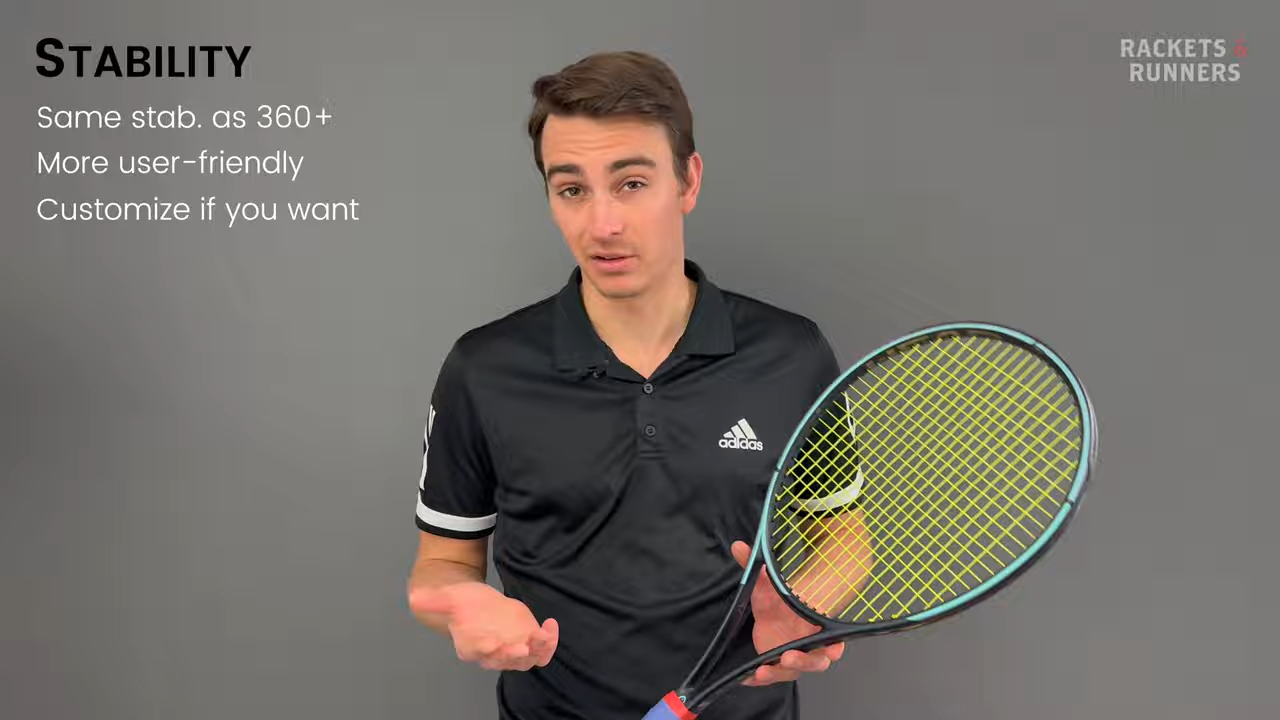 STABILITY
Same stab. as 360+
More user-friendly
Customize if you want
RACKETS &
RUNNERS
adidas